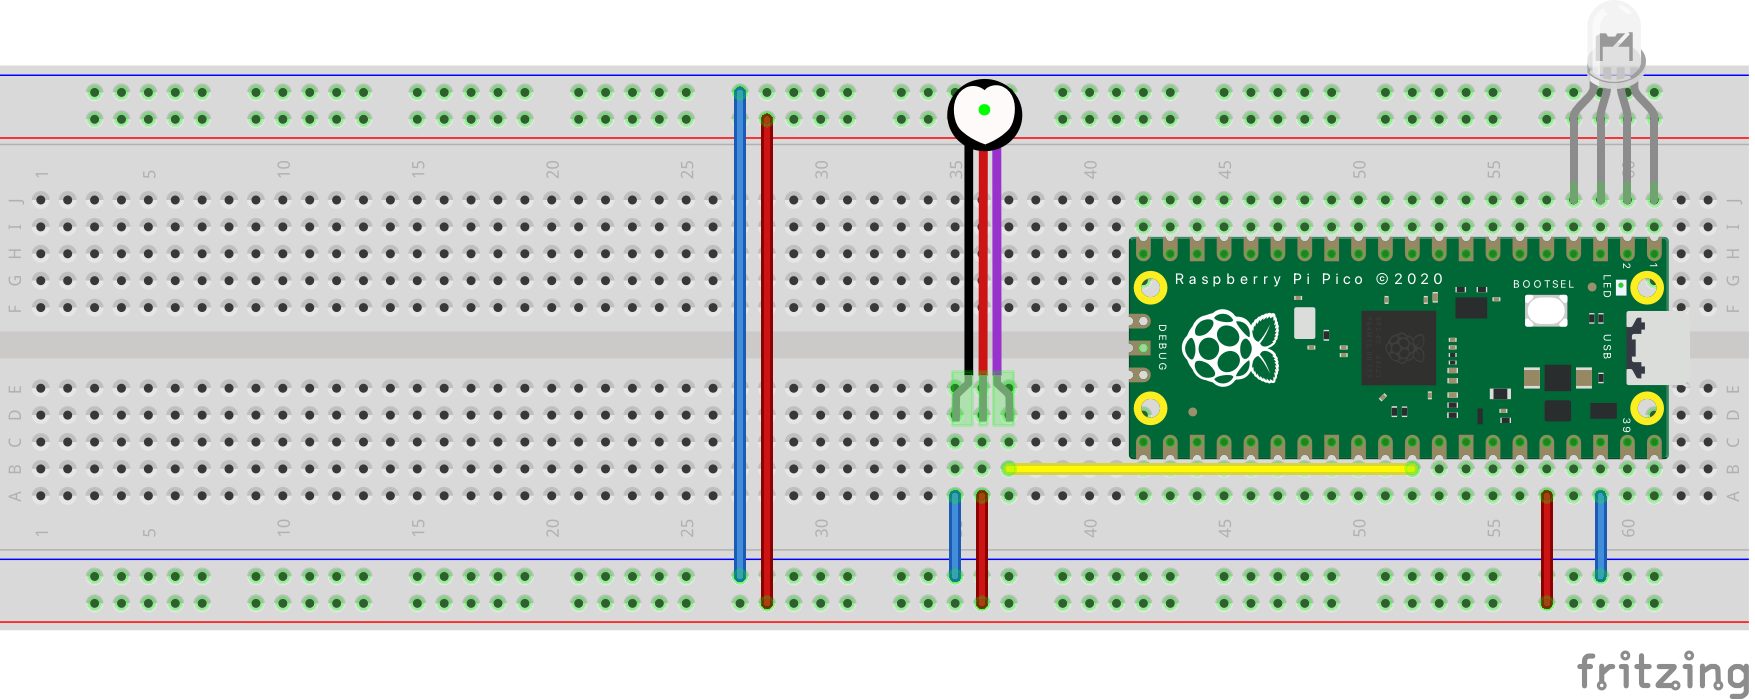 1 5 10 15 20 25 30 35 40 45 50 55 60
J J
I I
H H
G G
F F
Raspberry Pi Pico ©2020
BOOTSEL
LED
2
1
DEBUG
USB
39
E E
D D
C C
B B
A A
1 5 10 15 20 25 30 40 45 50 55 60
fritzing